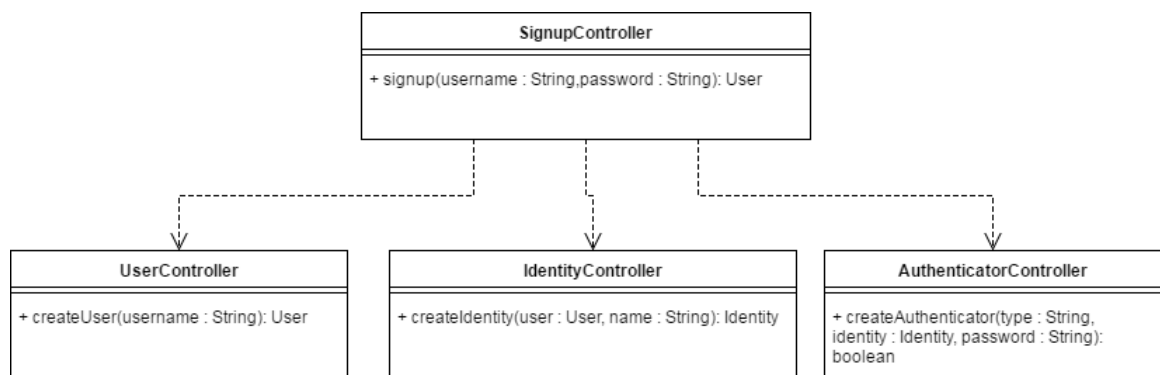 SignupController
+ signup(username : String,password : String): User
UserController
+ createUser(username : String): User
IdentityController
+ createIdentity(user : User, name : String): Identity
AuthenticatorController
+ createAuthenticator(type : String,
identity : Identity, password : String):
boolean